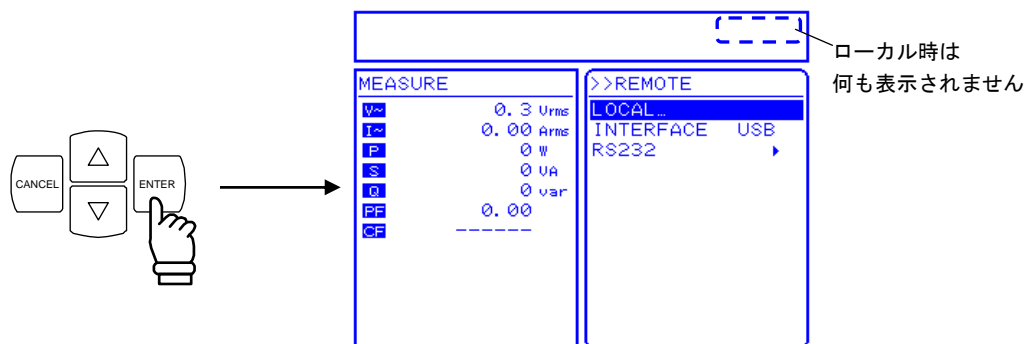 CANCEL
ENTER
MEASURE
V~ 0.3 Vrms
I~ 0.00 Arms
P 0 W
S 0 VA
Q 0 var
PF 0.00
CF ------
>>REMOTE
LOCAL…
INTERFACE USB
RS232
ローカル時は
何も表示されません